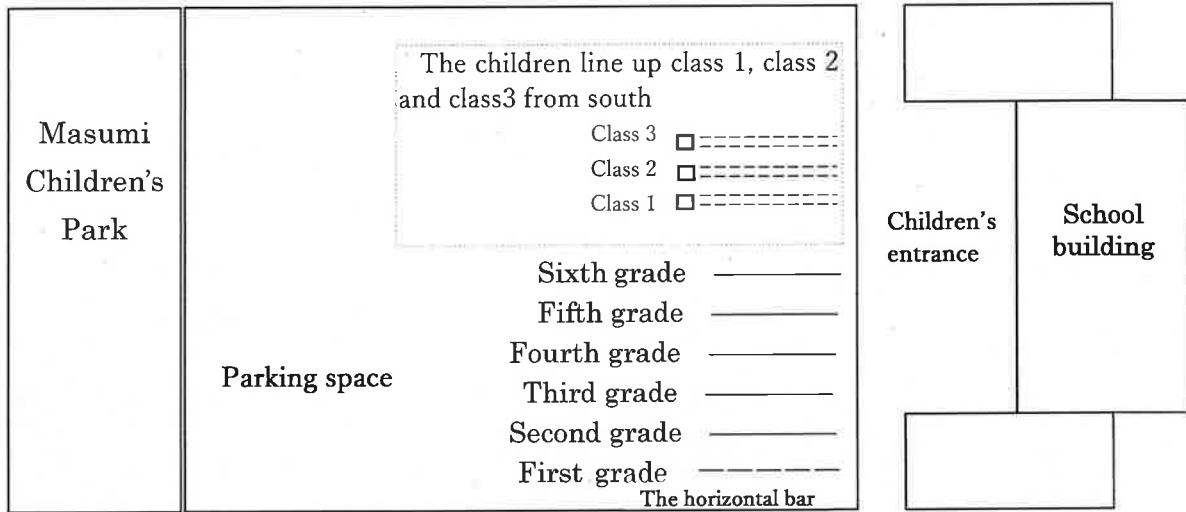 The children line up class 1, class 2
and class3 from south
Class 3
Class 2
Class 1
Masumi
Children's
Park
Children's
entrance
School
building
Sixth grade
Fifth grade
Fourth grade
Parking space
Third grade
Second grade
First grade
The horizontal bar